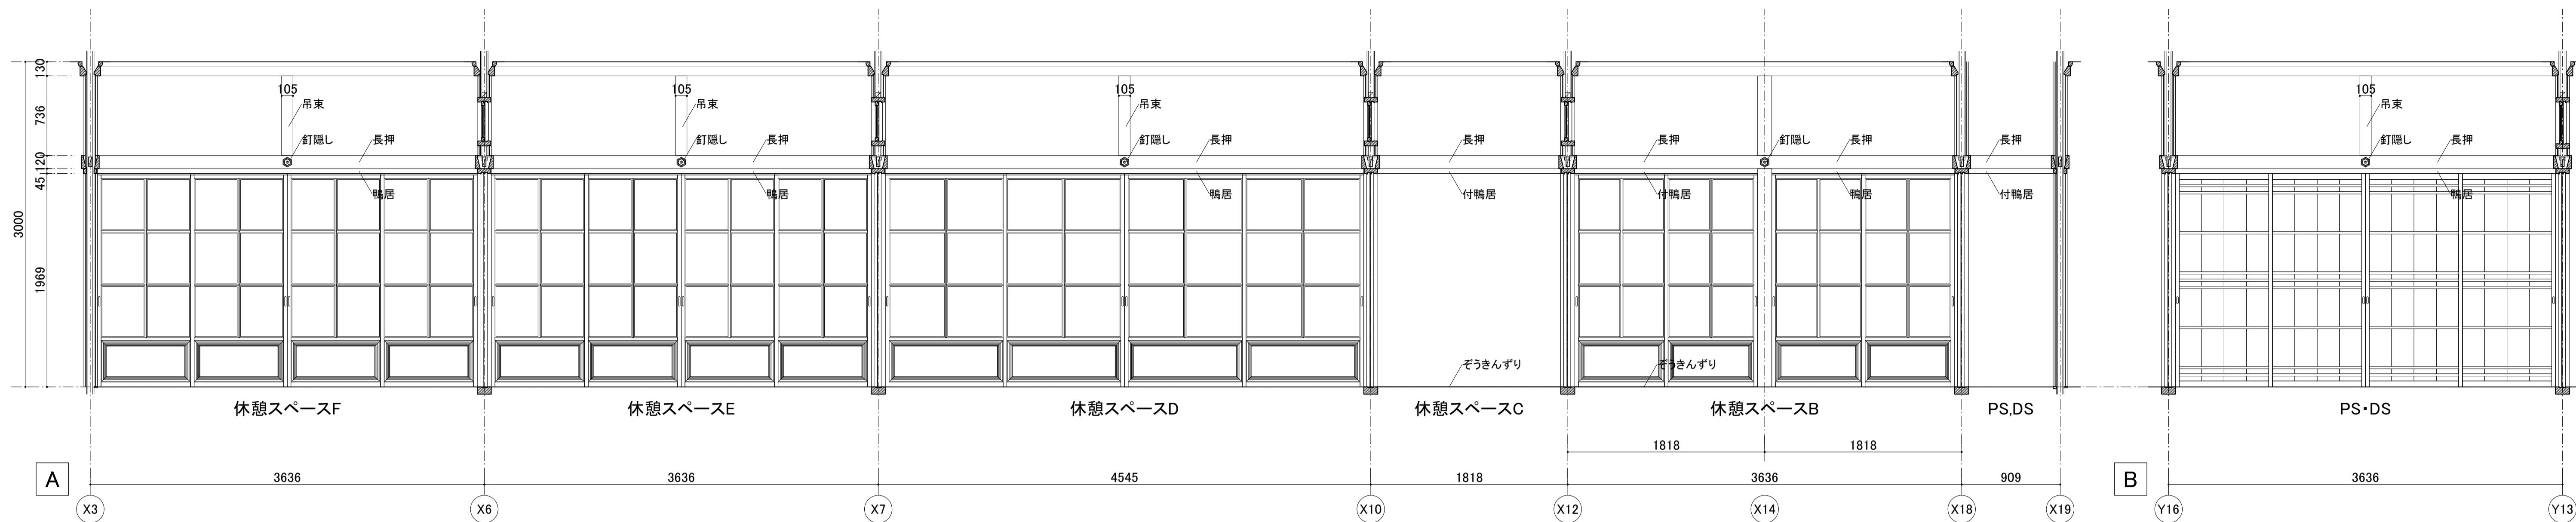 130
736
120
45
1969
3000
105
吊束
釘隠し
長押
鴨居
105
吊束
釘隠し
長押
鴨居
105
吊束
釘隠し
長押
鴨居
長押
付鴨居
ぞうきんずり
長押
付鴨居
ぞうきんずり
釘隠し
長押
鴨居
長押
付鴨居
105
吊束
釘隠し
長押
鴨居
休憩スペースF
休憩スペースE
休憩スペースD
休憩スペースC
休憩スペースB
PS,DS
PS・DS
1818
1818
A
3636
3636
4545
1818
3636
909
B
3636
X3
X6
X7
X10
X12
X14
X18
X19
Y16
Y13